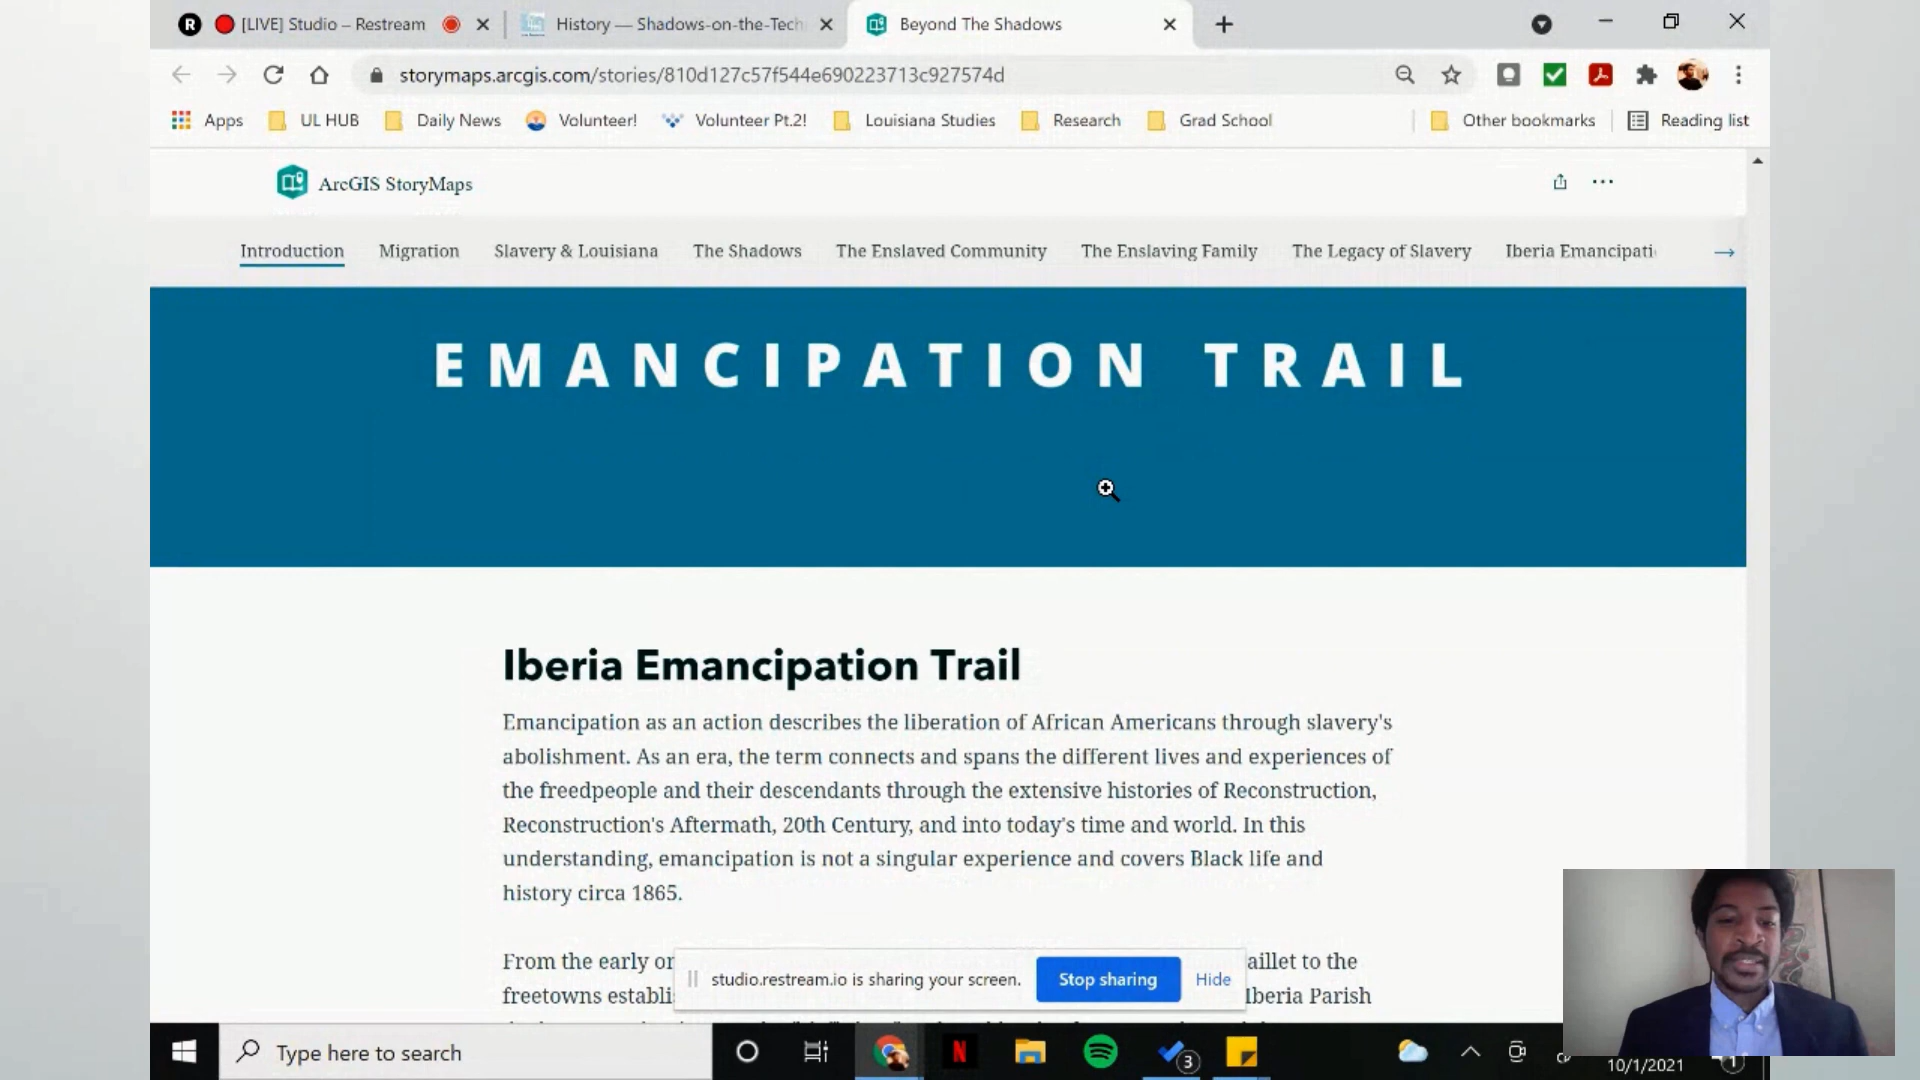 R [LIVE] Studio – Restream History — Shadows-on-the-Tech Beyond The Shadows
storymaps.arcgis.com/stories/810d127c57f544e690223713c927574d
Apps UL HUB Daily News Volunteer! Volunteer Pt.2! Louisiana Studies Research Grad School Other bookmarks Reading list
ArcGIS StoryMaps
Introduction Migration Slavery & Louisiana The Shadows The Enslaved Community The Enslaving Family The Legacy of Slavery Iberia Emancipati
EMANCIPATION TRAIL
Iberia Emancipation Trail
Emancipation as an action describes the liberation of African Americans through slavery's
abolishment. As an era, the term connects and spans the different lives and experiences of
the freedpeople and their descendants through the extensive histories of Reconstruction,
Reconstruction's Aftermath, 20th Century, and into today's time and world. In this
understanding, emancipation is not a singular experience and covers Black life and
history circa 1865.
From the early or aillet to the
studio.restream.io is sharing your screen. Stop sharing Hide
freetowns establi Iberia Parish
Type here to search N 3
10/1/2021 1